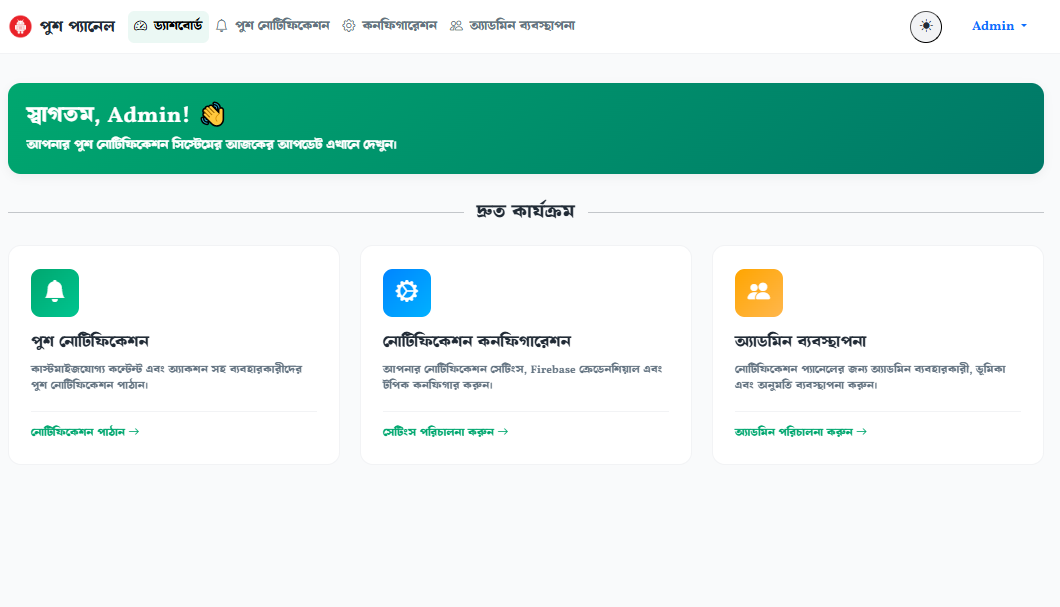 পুশ প্যানেল
ড্যাশবোর্ড
পুশ নোটিফিকেশন
কনফিগারেশন
অ্যাডমিন ব্যবস্থাপনা
Admin
স্বাগতম, Admin! 👋
আপনার পুশ নোটিফিকেশন সিস্টেমের আজকের আপডেট এখানে দেখুন।
দ্রুত কার্যক্রম
পুশ নোটিফিকেশন
কাস্টমাইজযোগ্য কন্টেন্ট এবং অ্যাকশন সহ ব্যবহারকারীদের
পুশ নোটিফিকেশন পাঠান।
নোটিফিকেশন পাঠান →
নোটিফিকেশন কনফিগারেশন
আপনার নোটিফিকেশন সেটিংস, Firebase ক্রেডেনশিয়াল এবং
টপিক কনফিগার করুন।
সেটিংস পরিচালনা করুন →
অ্যাডমিন ব্যবস্থাপনা
নোটিফিকেশন প্যানেলের জন্য অ্যাডমিন ব্যবহারকারী, ভূমিকা
এবং অনুমতি ব্যবস্থাপনা করুন।
অ্যাডমিন পরিচালনা করুন →